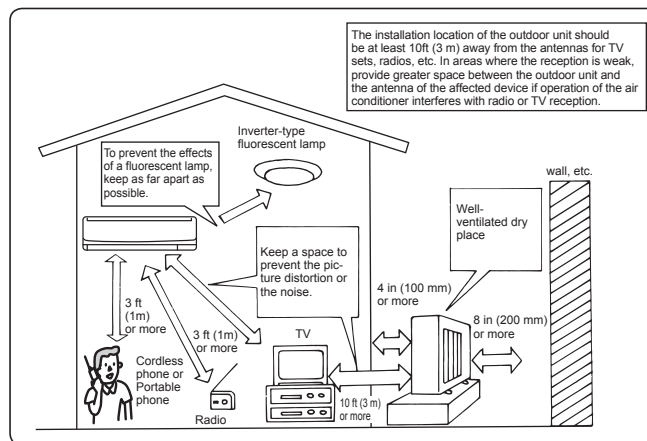 The installation location of the outdoor unit should
be at least 10ft (3 m) away from the antennas for TV
sets, radios, etc. In areas where the reception is weak,
provide greater space between the outdoor unit and
the antenna of the affected device if operation of the air
conditioner interferes with radio or TV reception.
Inverter-type
fluorescent lamp
To prevent the effects
of a fluorescent lamp,
keep as far apart as
possible.
wall, etc.
Well-
ventilated dry
place
Keep a space to
prevent the pic-
ture distortion or
the noise.
4 in (100 mm)
or more
8 in (200 mm)
or more
3 ft
(1m)
or more
3 ft (1m)
or more
TV
Cordless
phone or
Portable
phone
Radio
10 ft (3 m)
or more